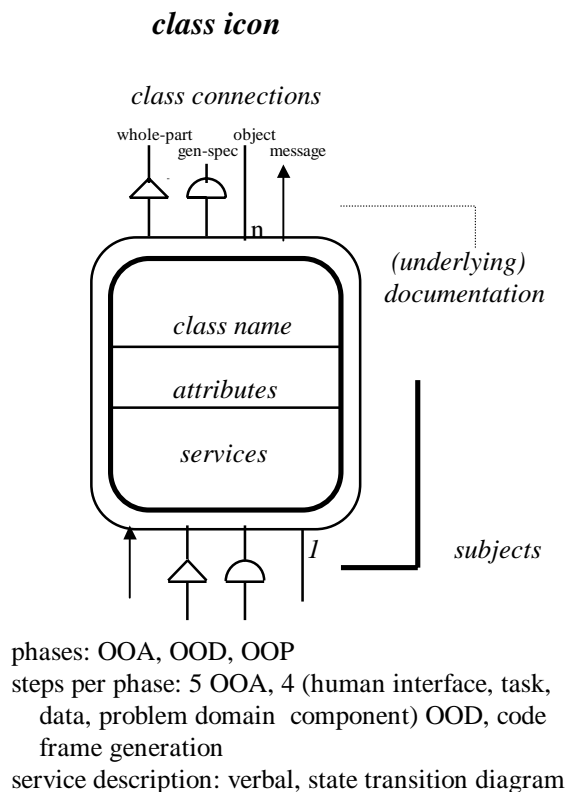 class icon
class connections
whole-part object
gen-spec message
n
(underlying)
documentation
class name
attributes
services
1
subjects
phases: OOA, OOD, OOP
steps per phase: 5 OOA, 4 (human interface, task,
data, problem domain component) OOD, code
frame generation
service description: verbal, state transition diagram